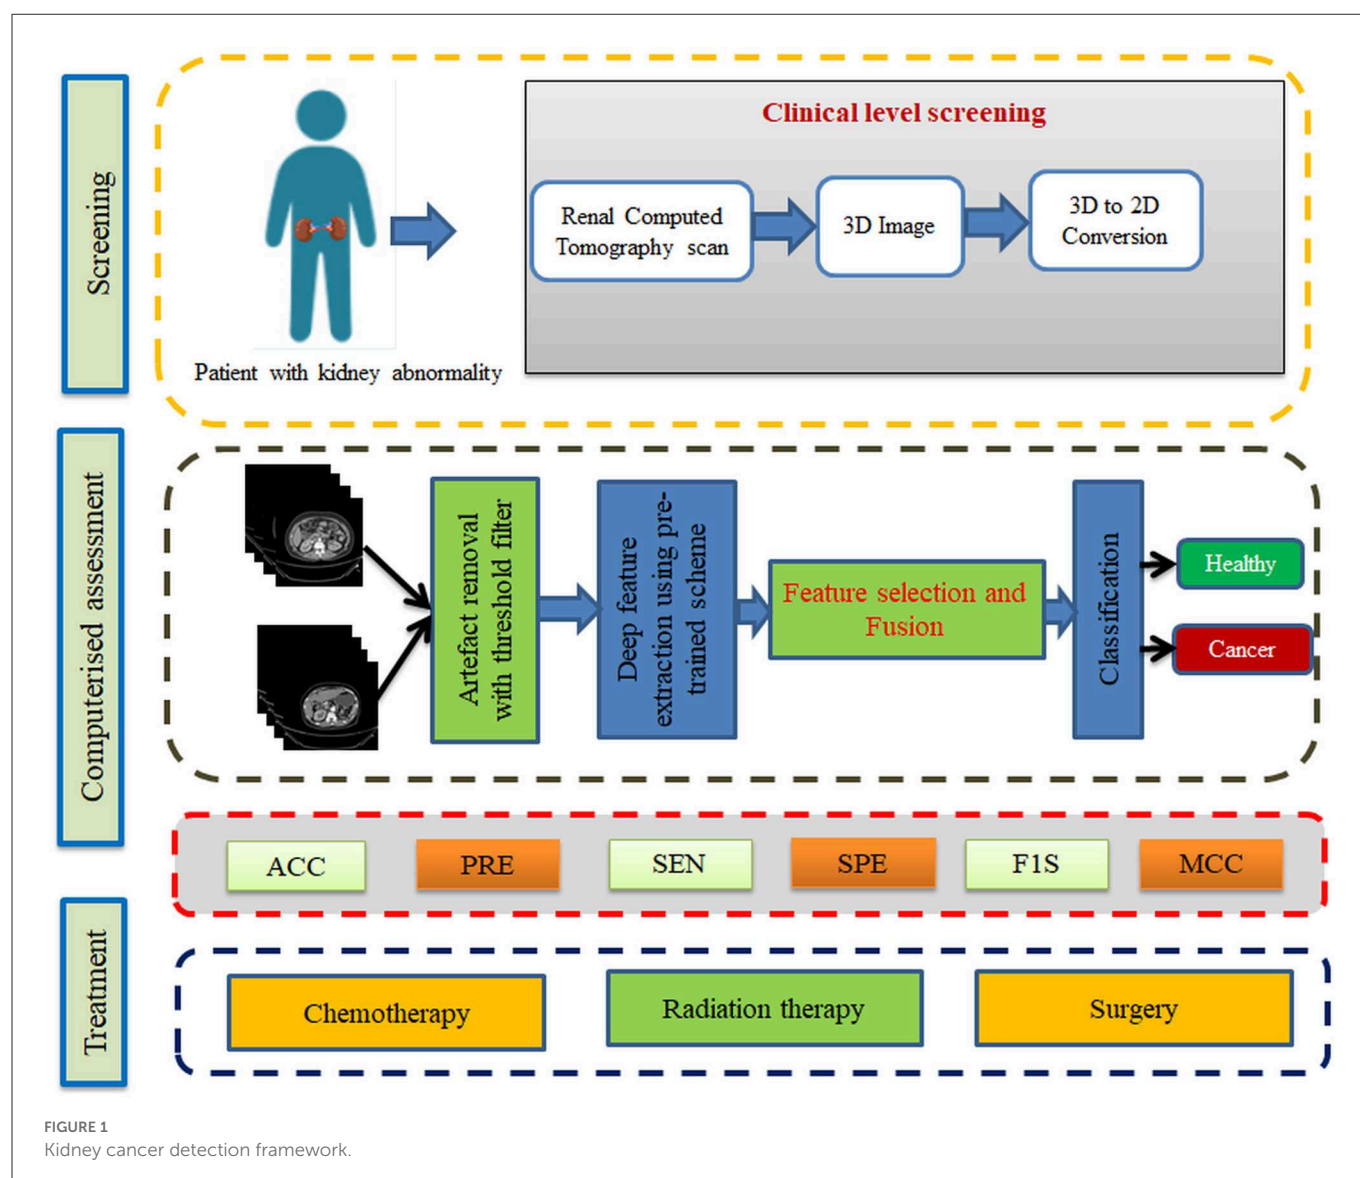 Screening
Clinical level screening
Renal Computed
Tomography scan
3D Image
3D to 2D
Conversion
Patient with kidney abnormality
Computerised assessment
Artefact removal
with threshold filter
Deep feature
extraction using pre-
trained scheme
Feature selection and
Fusion
Classification
Healthy
Cancer
ACC
PRE
SEN
SPE
F1S
MCC
Treatment
Chemotherapy
Radiation therapy
Surgery
FIGURE 1
Kidney cancer detection framework.